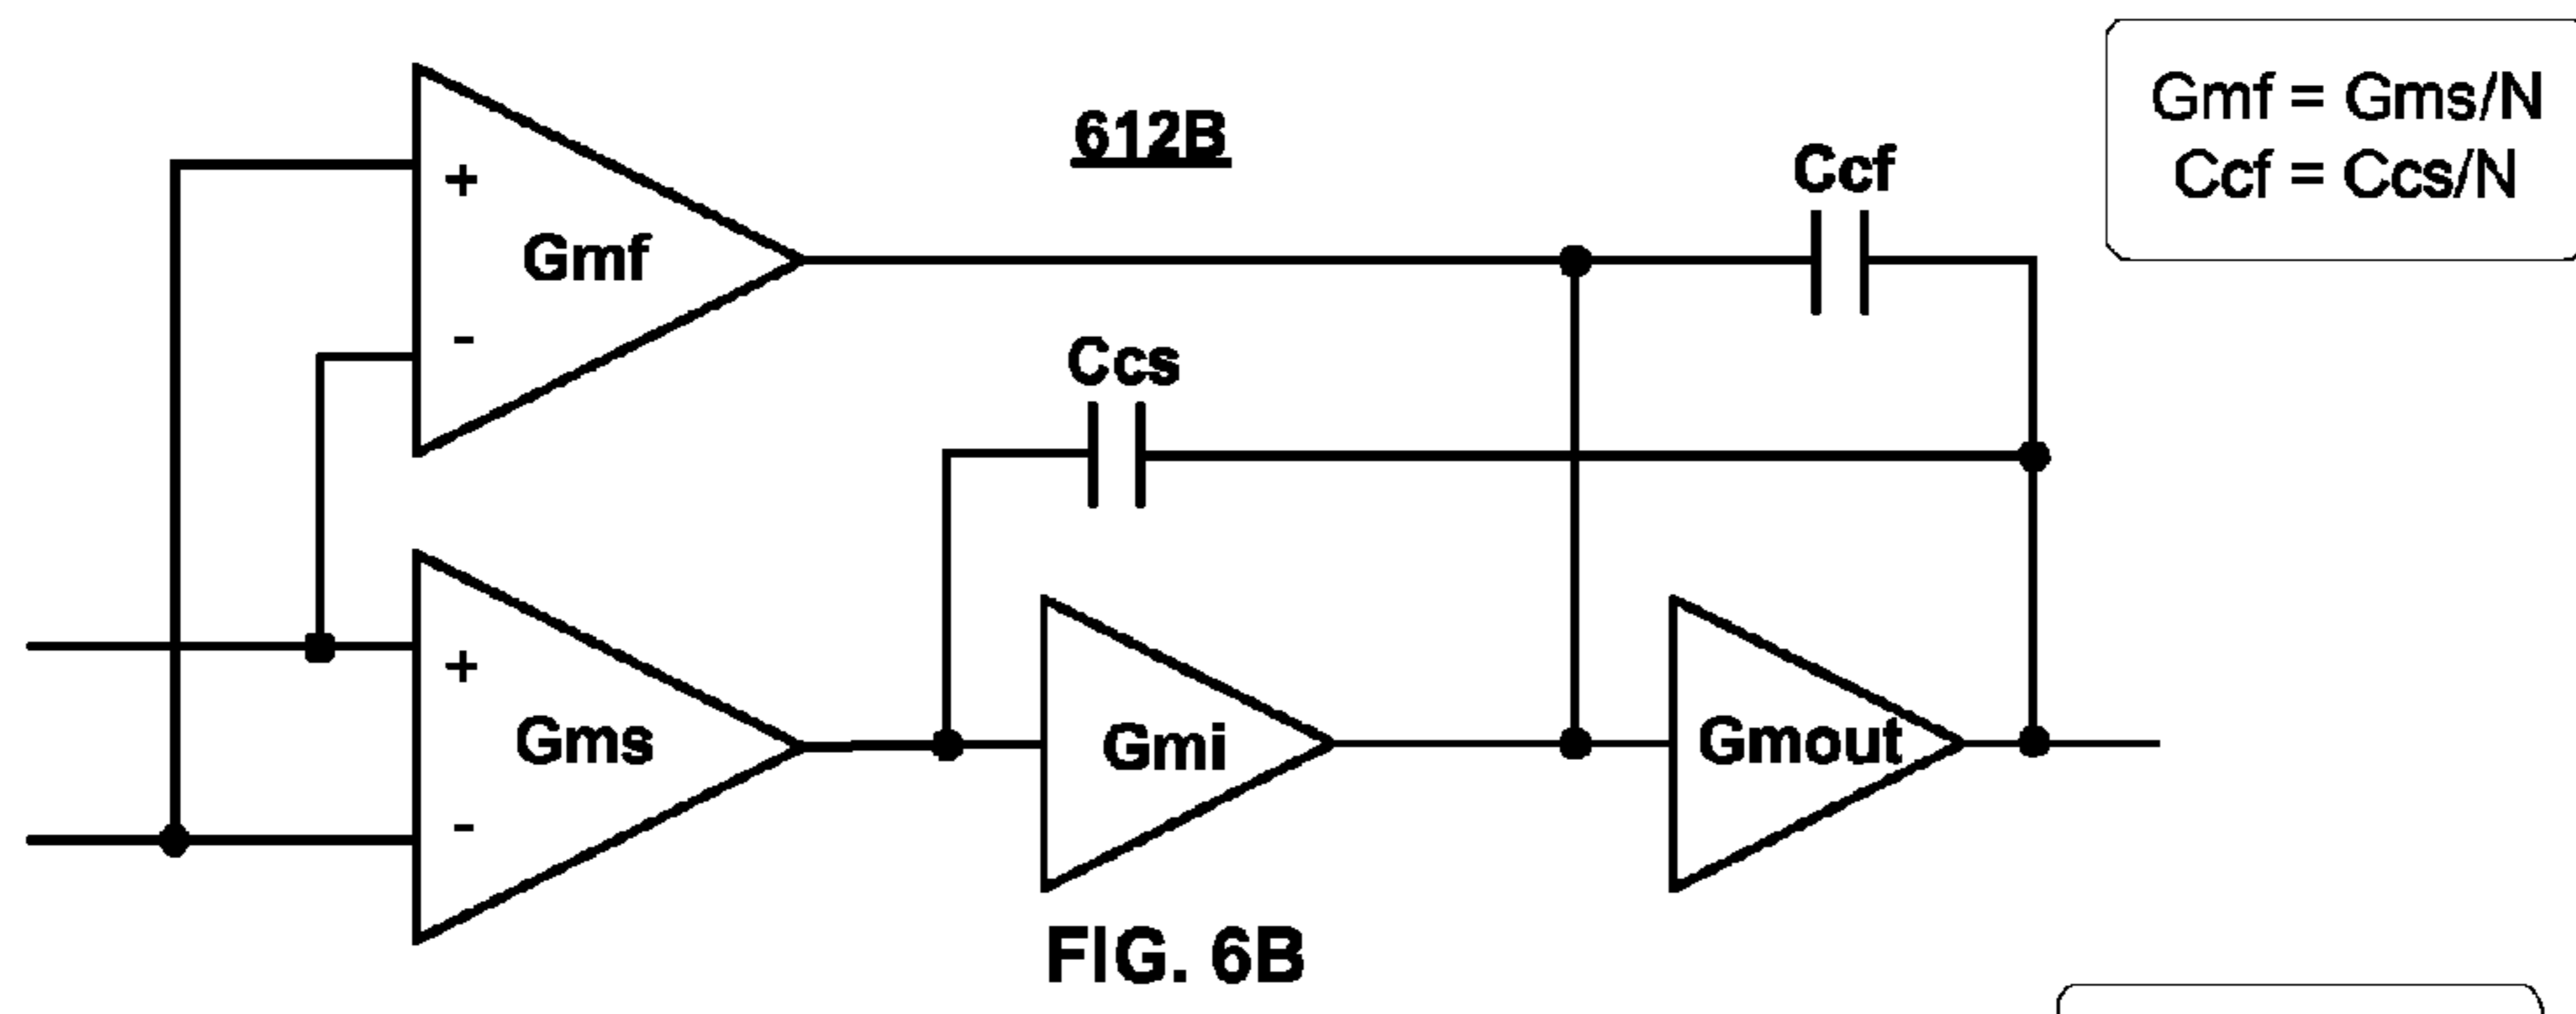 612B
Ccf
Gmf = Gms/N
Ccf = Ccs/N
+
Gmf
-
Ccs
+
Gms
-
Gmi
Gmout
FIG. 6B